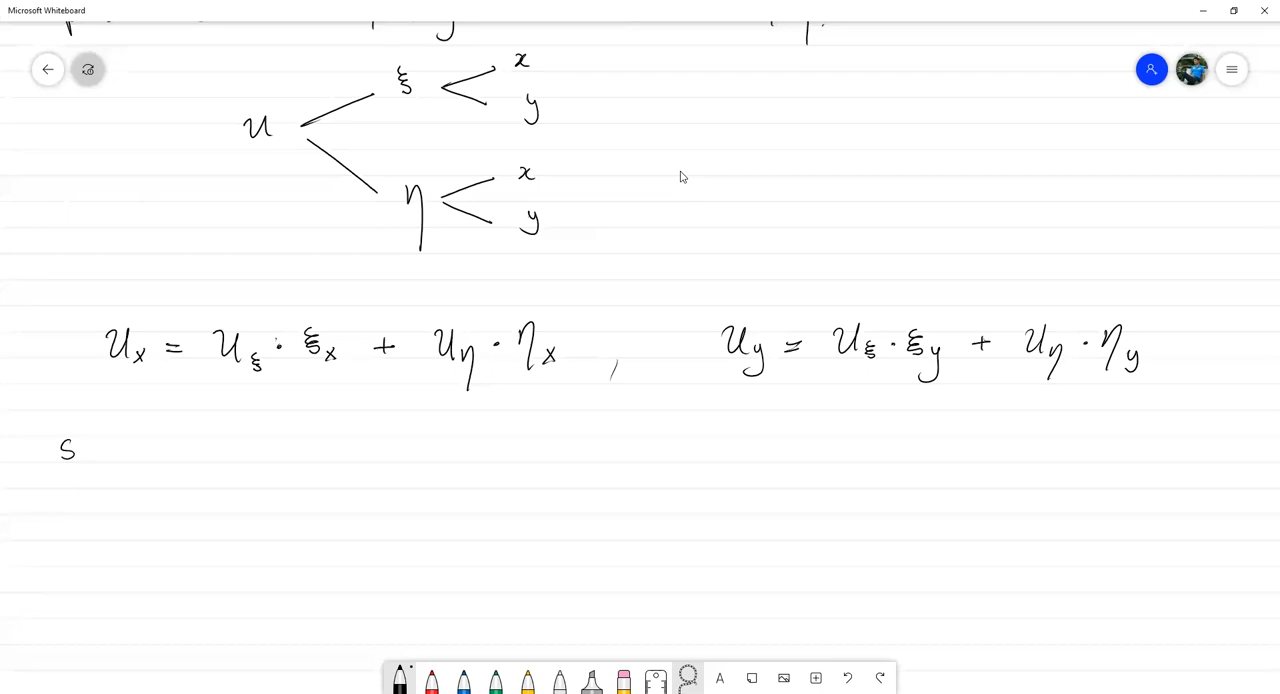 Microsoft Whiteboard
x
ξ
y
u
x
η
y
u_x = u_ξ · ξ_x + u_η · η_x , u_y = u_ξ · ξ_y + u_η · η_y
S
A